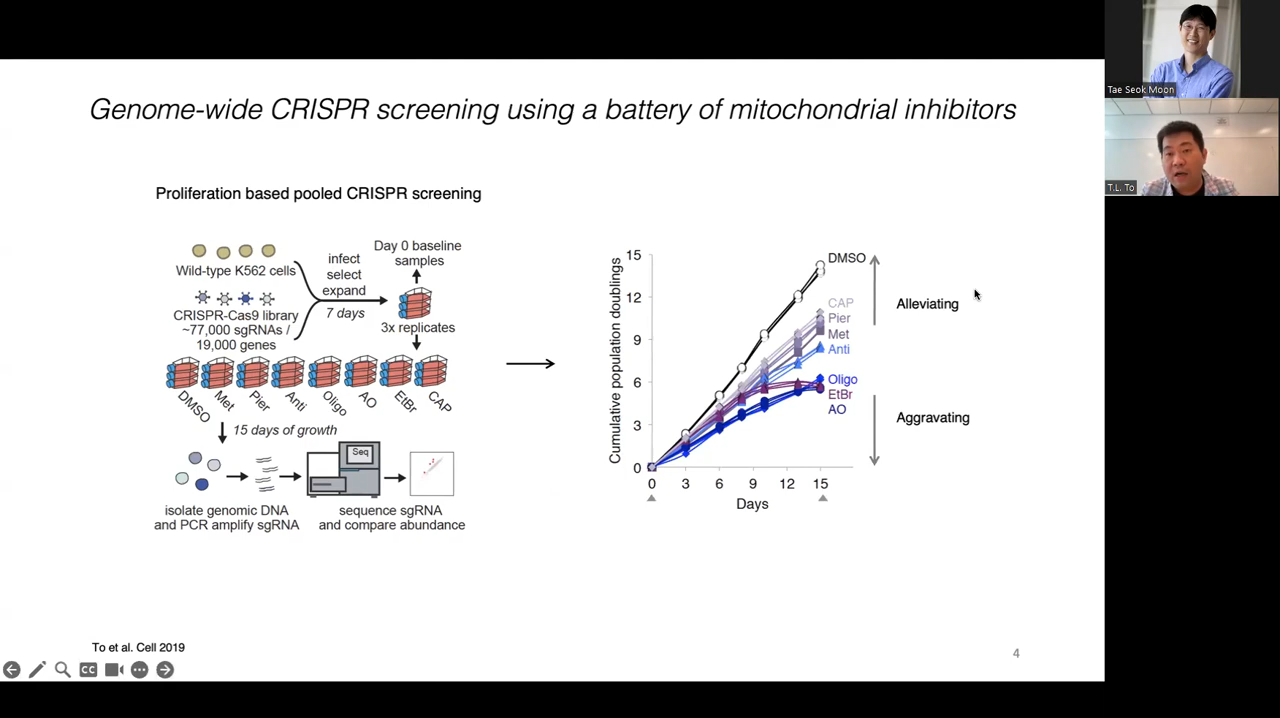 Genome-wide CRISPR screening using a battery of mitochondrial inhibitors
Proliferation based pooled CRISPR screening
Wild-type K562 cells
CRISPR-Cas9 library
~77,000 sgRNAs /
19,000 genes
infect
select
expand
7 days
Day 0 baseline
samples
3x replicates
DMSO
Met
Pier
Anti
Oligo
AO
EtBr
CAP
15 days of growth
Seq
isolate genomic DNA
and PCR amplify sgRNA
sequence sgRNA
and compare abundance
Cumulative population doublings
15
12
9
6
3
0
0 3 6 9 12 15
Days
DMSO
CAP
Pier
Met
Anti
Oligo
EtBr
AO
Alleviating
Aggravating
To et al. Cell 2019
4
CC
Tae Seok Moon
T.L. To